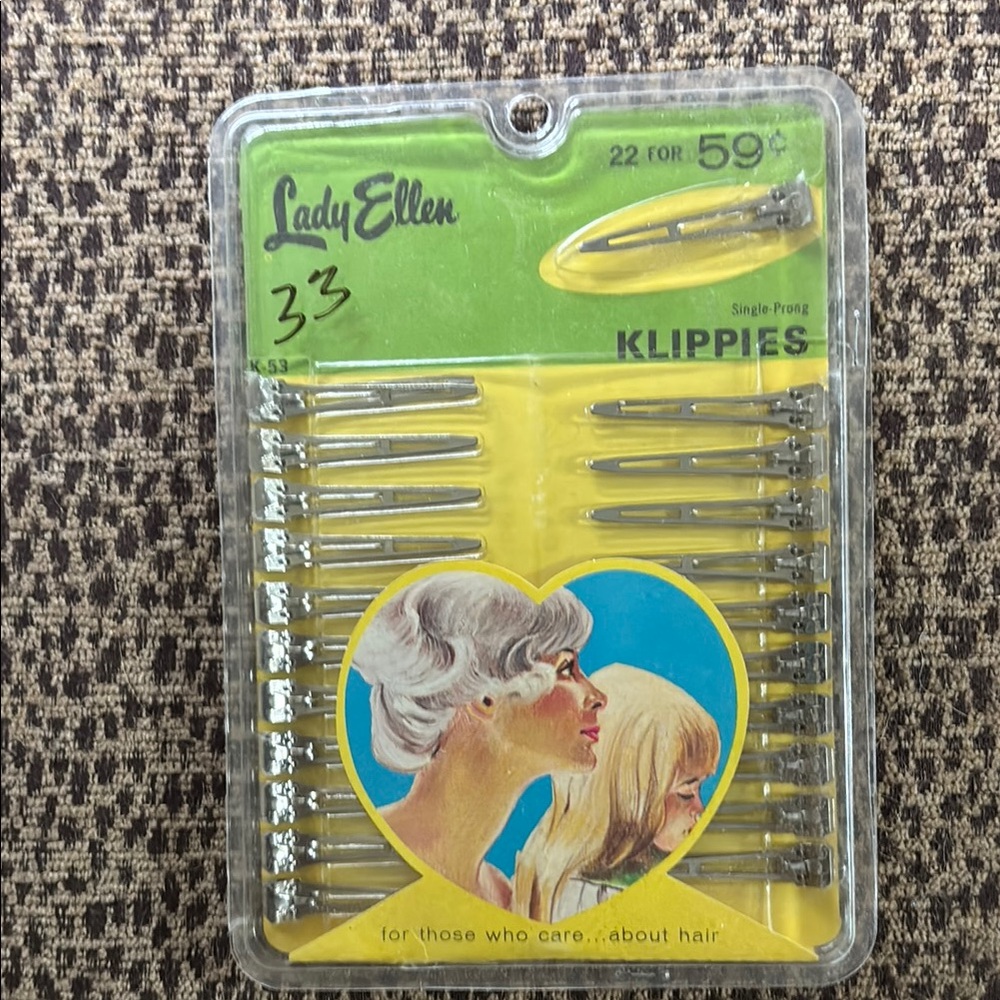 22 FOR 59¢
Lady Ellen
33
Single-Prong
KLIPPIES
K-53
for those who care...about hair